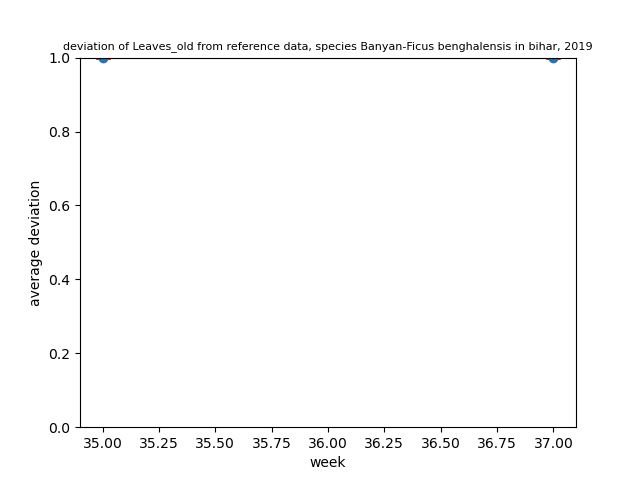 deviation of Leaves_old from reference data, species Banyan-Ficus benghalensis in bihar, 2019
1.0
0.8
0.6
0.4
0.2
0.0
average deviation
35.00 35.25 35.50 35.75 36.00 36.25 36.50 36.75 37.00
week